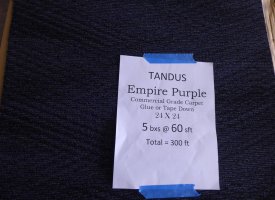 TANDUS
Empire Purple
Commercial Grade Carpet
Glue or Tape Down
24 X 24
5 bxs @ 60 sft
Total = 300 ft